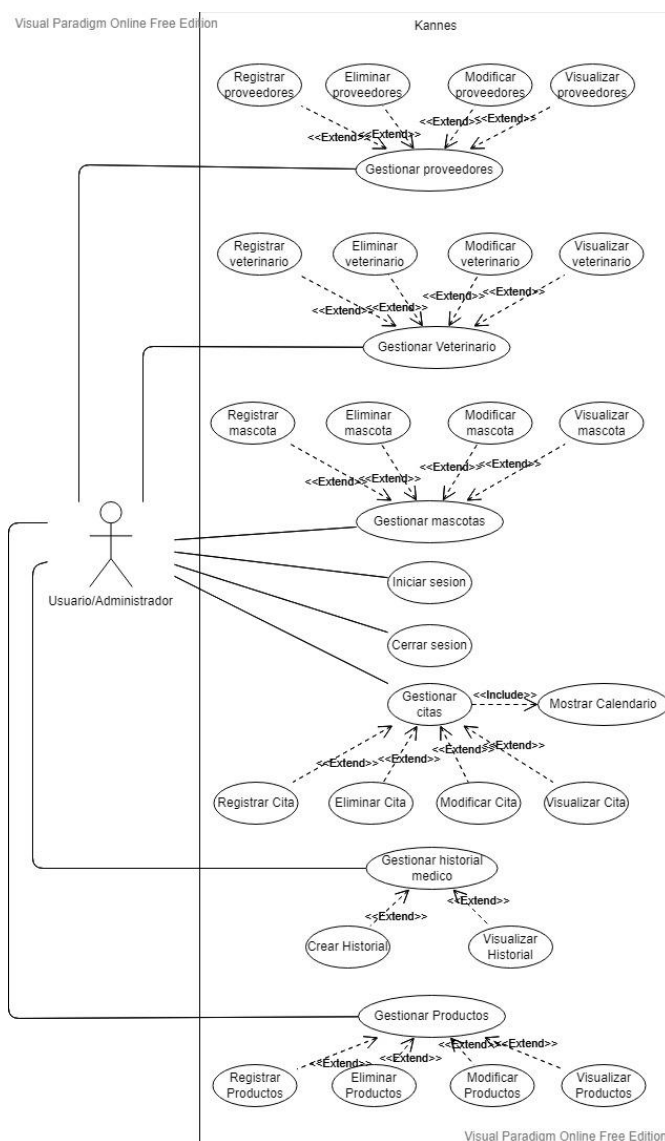 Visual Paradigm Online Free Edition
Kannes
Registrar
proveedores
Eliminar
proveedores
Modificar
proveedores
Visualizar
proveedores
<<Extend>>
<<Extend>>
<<Extend>>
<<Extend>>
Gestionar proveedores
Registrar
veterinario
Eliminar
veterinario
Modificar
veterinario
Visualizar
veterinario
<<Extend>>
<<Extend>>
<<Extend>>
<<Extend>>
Gestionar Veterinario
Registrar
mascota
Eliminar
mascota
Modificar
mascota
Visualizar
mascota
<<Extend>>
<<Extend>>
<<Extend>>
<<Extend>>
Gestionar mascotas
Iniciar sesion
Usuario/Administrador
Cerrar sesion
Gestionar
citas
<<Include>>
Mostrar Calendario
<<Extend>>
<<Extend>>
<<Extend>>
<<Extend>>
Registrar Cita
Eliminar Cita
Modificar Cita
Visualizar Cita
Gestionar historial
medico
<<Extend>>
<<Extend>>
Crear Historial
Visualizar
Historial
Gestionar Productos
<<Extend>>
<<Extend>>
<<Extend>>
<<Extend>>
Registrar
Productos
Eliminar
Productos
Modificar
Productos
Visualizar
Productos
Visual Paradigm Online Free Edition